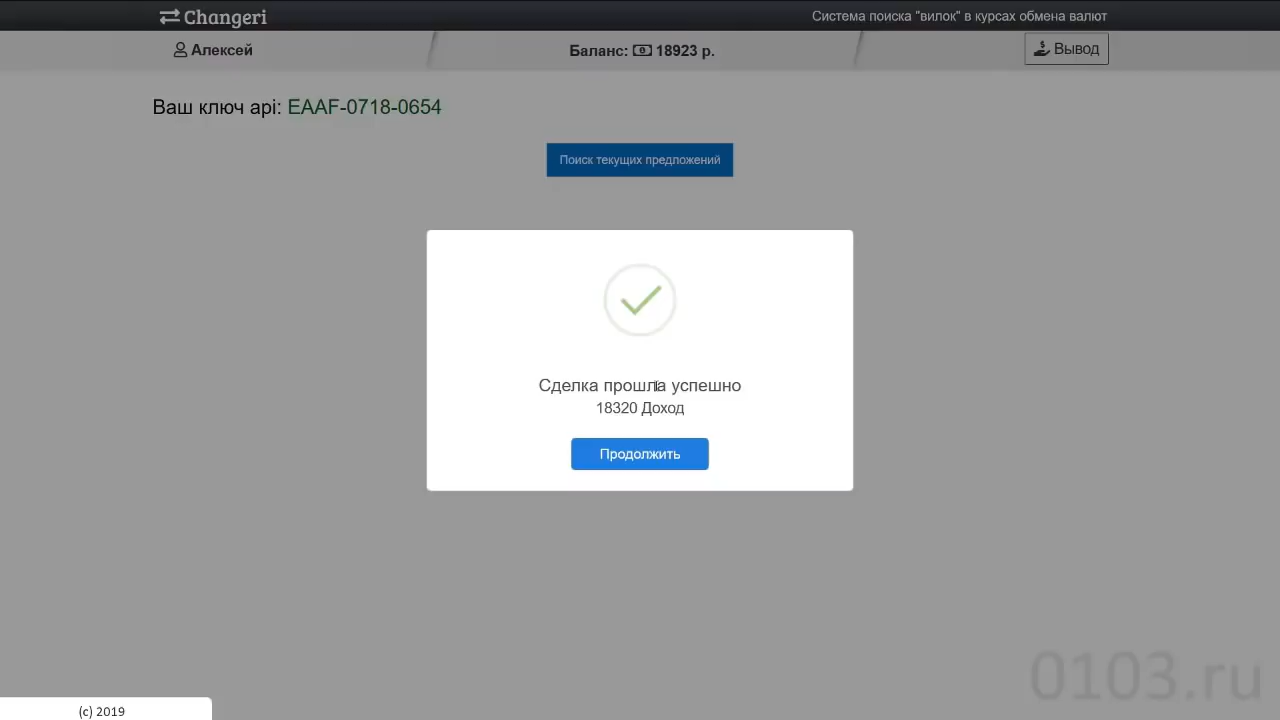 Changeri
Система поиска "вилок" в курсах обмена валют
Алексей
Баланс: 18923 р.
Вывод
Ваш ключ api: EAAF-0718-0654
Поиск текущих предложений
Сделка прошла успешно
18320 Доход
Продолжить
0103.ru
(c) 2019